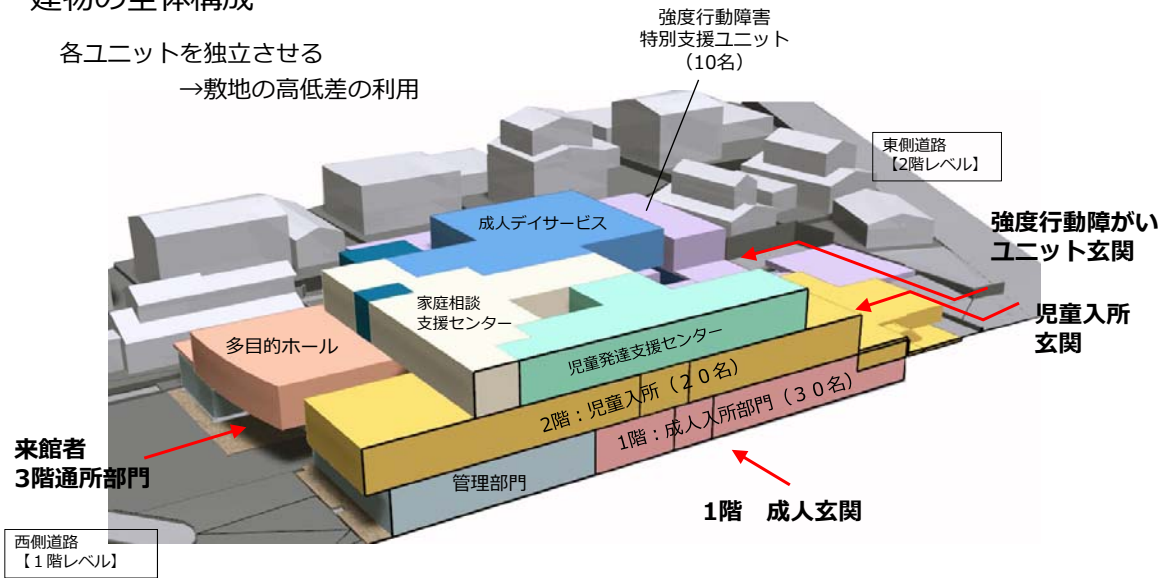 建物の全体構成
各ユニットを独立させる
→敷地の高低差の利用
強度行動障害
特別支援ユニット
（10名）
東側道路
【2階レベル】
成人デイサービス
強度行動障がい
ユニット玄関
家庭相談
支援センター
児童入所
玄関
多目的ホール
児童発達支援センター
2階：児童入所（２０名）
1階：成人入所部門（３０名）
来館者
3階通所部門
管理部門
1階　成人玄関
西側道路
【１階レベル】